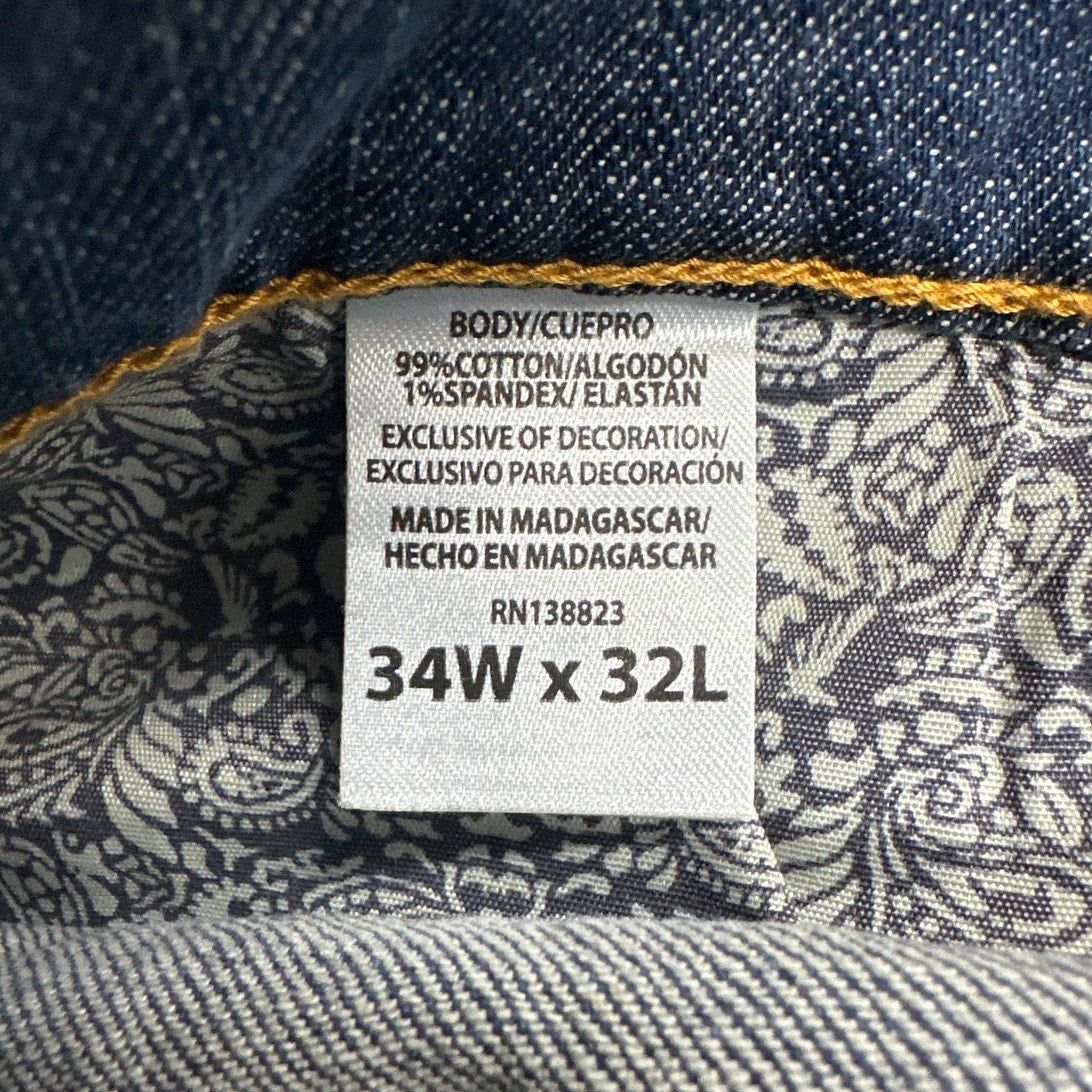 BODY/CUEPRO
99%COTTON/ALGODÓN
1%SPANDEX/ ELASTAN
EXCLUSIVE OF DECORATION/
EXCLUSIVO PARA DECORACIÓN
MADE IN MADAGASCAR/
HECHO EN MADAGASCAR
RN138823
34W x 32L